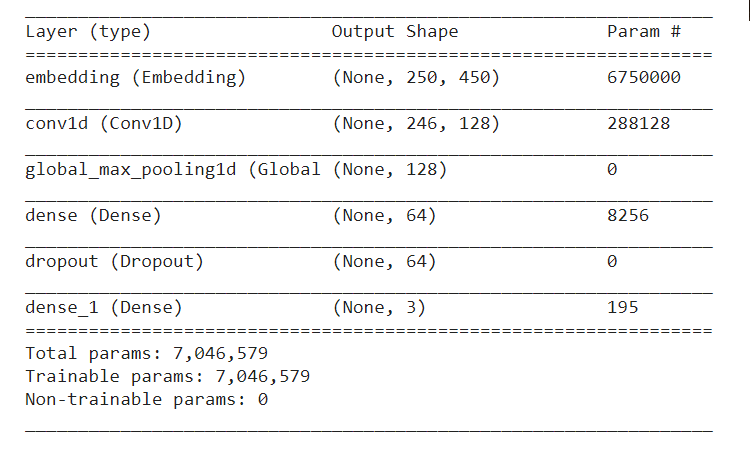 _________________________________________________________________
Layer (type)                 Output Shape              Param #
=================================================================
embedding (Embedding)        (None, 250, 450)          6750000
_________________________________________________________________
conv1d (Conv1D)              (None, 246, 128)          288128
_________________________________________________________________
global_max_pooling1d (Global (None, 128)               0
_________________________________________________________________
dense (Dense)                (None, 64)                8256
_________________________________________________________________
dropout (Dropout)            (None, 64)                0
_________________________________________________________________
dense_1 (Dense)              (None, 3)                 195
=================================================================
Total params: 7,046,579
Trainable params: 7,046,579
Non-trainable params: 0
_________________________________________________________________